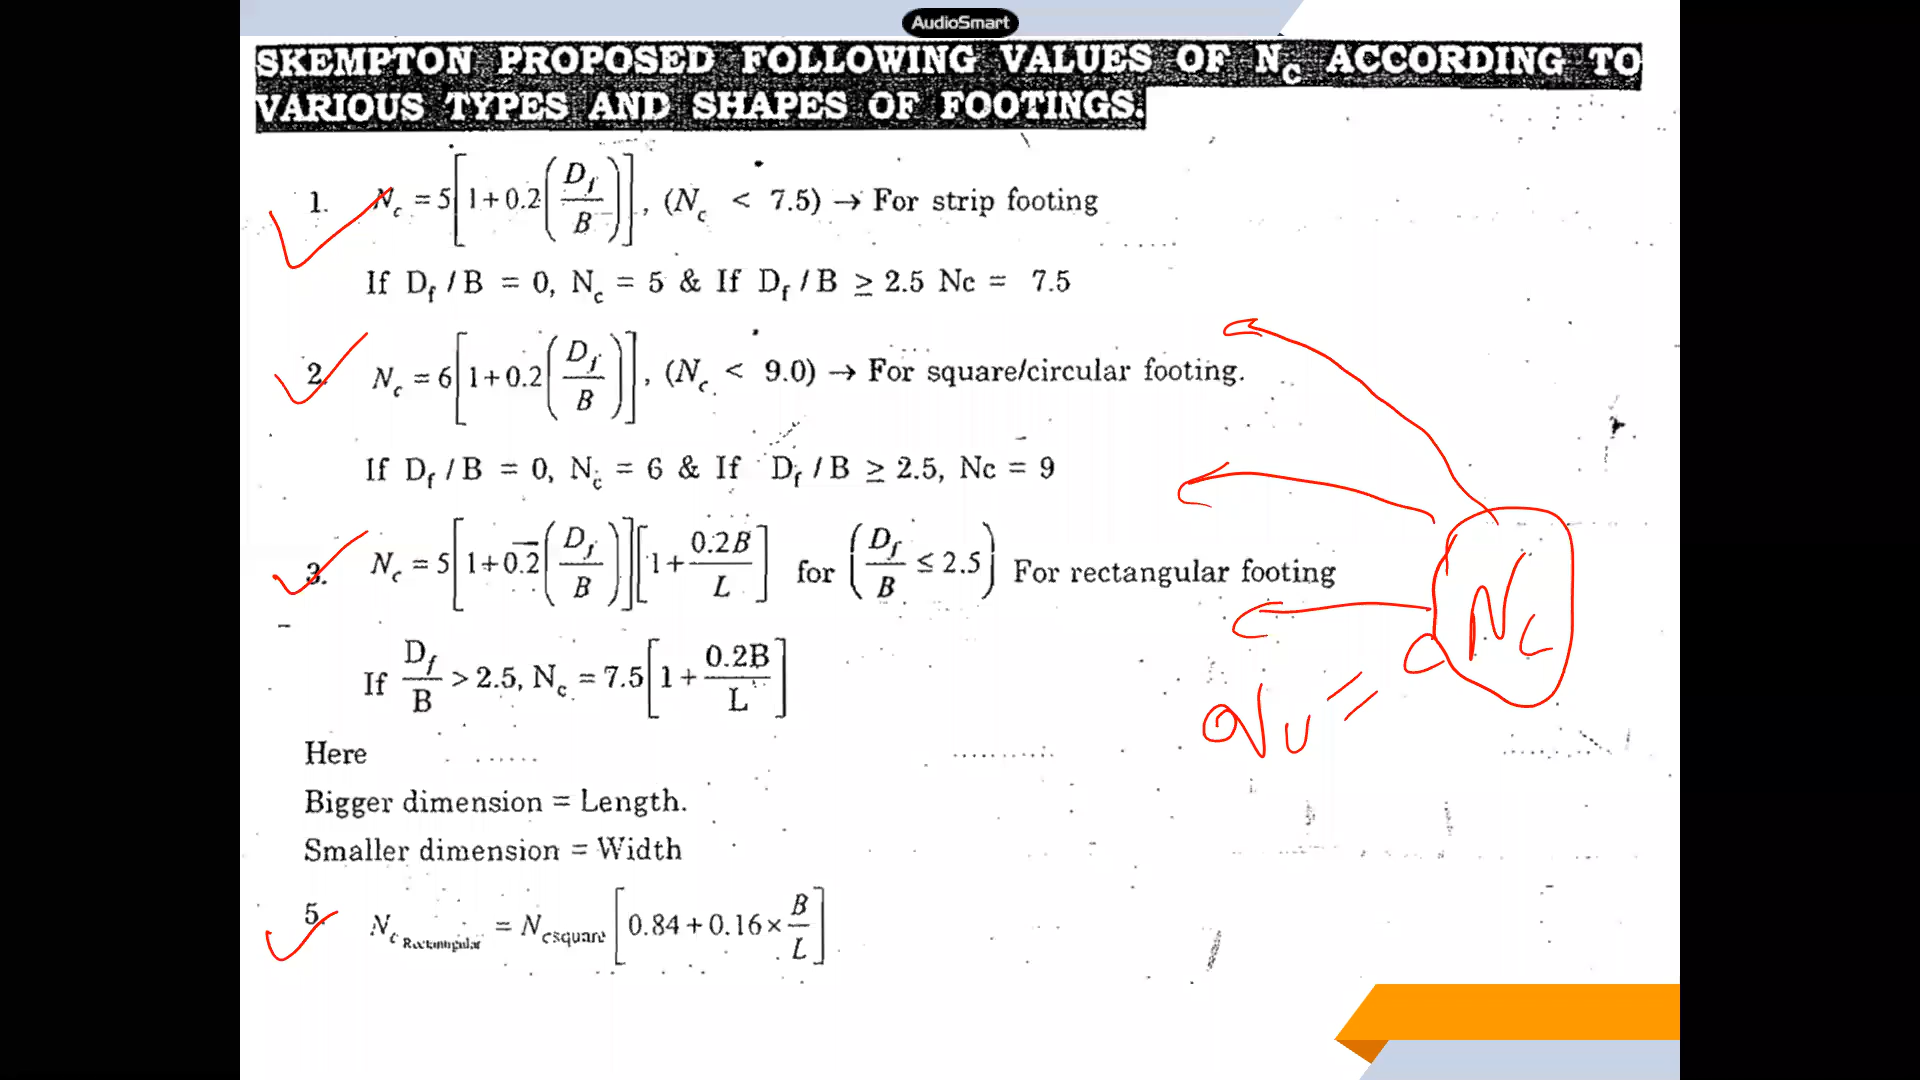 AudioSmart
SKEMPTON PROPOSED FOLLOWING VALUES OF N_c ACCORDING TO
VARIOUS TYPES AND SHAPES OF FOOTINGS.
1. N_c = 5[1+0.2(D_f/B)], (N_c < 7.5) → For strip footing
If D_f / B = 0, N_c = 5 & If D_f / B ≥ 2.5 Nc = 7.5
2. N_c = 6[1+0.2(D_f/B)], (N_c < 9.0) → For square/circular footing.
If D_f / B = 0, N_c = 6 & If D_f / B ≥ 2.5, Nc = 9
3. N_c = 5[1+0.2(D_f/B)][1+0.2B/L] for (D_f/B ≤ 2.5) For rectangular footing
If D_f/B > 2.5, N_c = 7.5[1+0.2B/L]
Here
Bigger dimension = Length.
Smaller dimension = Width
5. N_c Rectangular = N_csquare [0.84+0.16×B/L]
q_u = c N_c